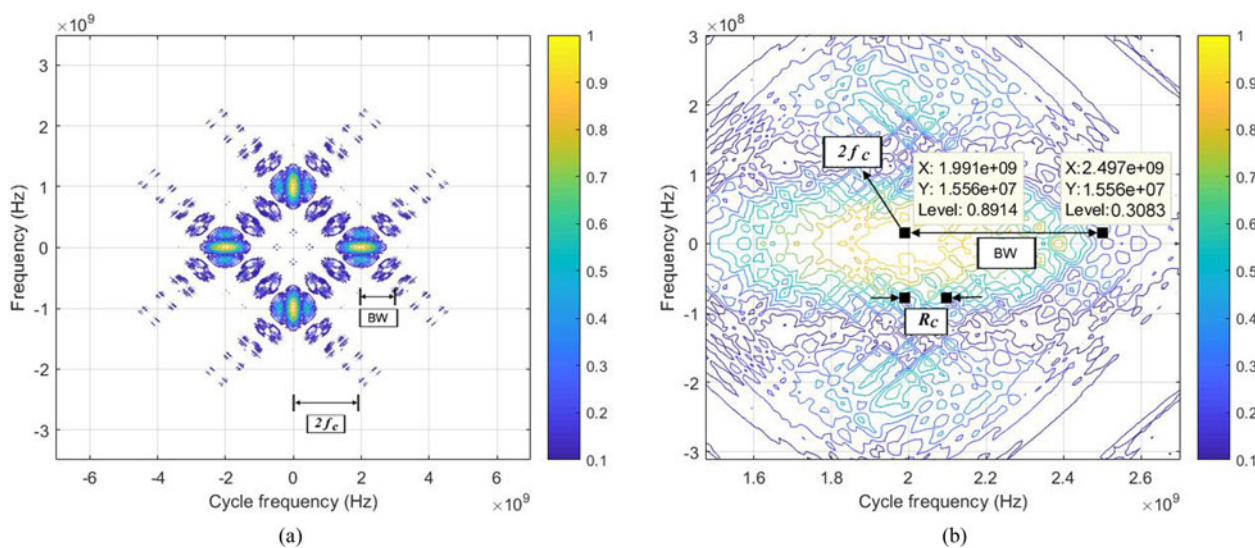 ×10⁹
3
2
1
0
-1
-2
-3
Frequency (Hz)
-6 -4 -2 0 2 4 6
Cycle frequency (Hz)
×10⁹
BW
2f_c
1
0.9
0.8
0.7
0.6
0.5
0.4
0.3
0.2
0.1
(a)
×10⁸
3
2
1
0
-1
-2
-3
Frequency (Hz)
1.6 1.8 2 2.2 2.4 2.6
Cycle frequency (Hz)
×10⁹
2f_c
X: 1.991e+09
Y: 1.556e+07
Level: 0.8914
X: 2.497e+09
Y: 1.556e+07
Level: 0.3083
BW
R_c
1
0.9
0.8
0.7
0.6
0.5
0.4
0.3
0.2
0.1
(b)